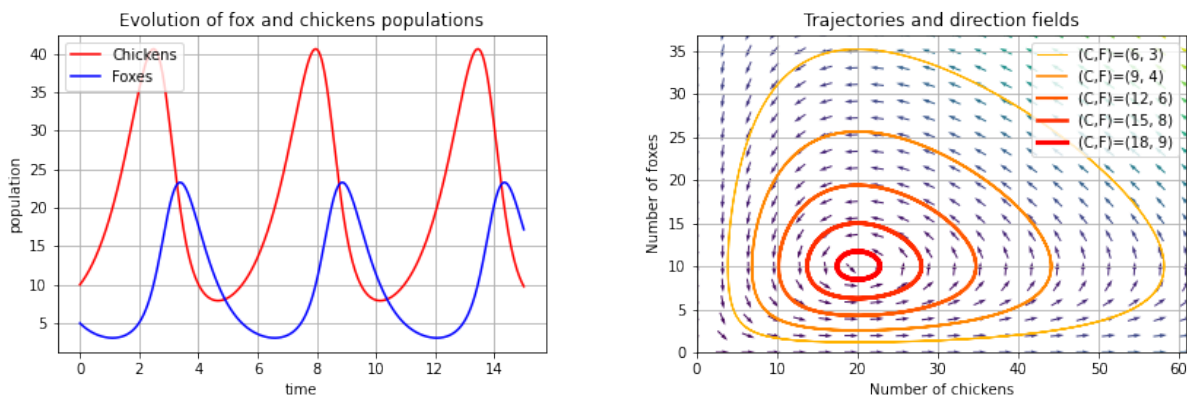 Evolution of fox and chickens populations
Chickens
Foxes
40
35
30
25
20
15
10
5
population
0
2
4
6
8
10
12
14
time
Trajectories and direction fields
(C,F)=(6, 3)
(C,F)=(9, 4)
(C,F)=(12, 6)
(C,F)=(15, 8)
(C,F)=(18, 9)
35
30
25
20
15
10
5
0
Number of foxes
0
10
20
30
40
50
60
Number of chickens